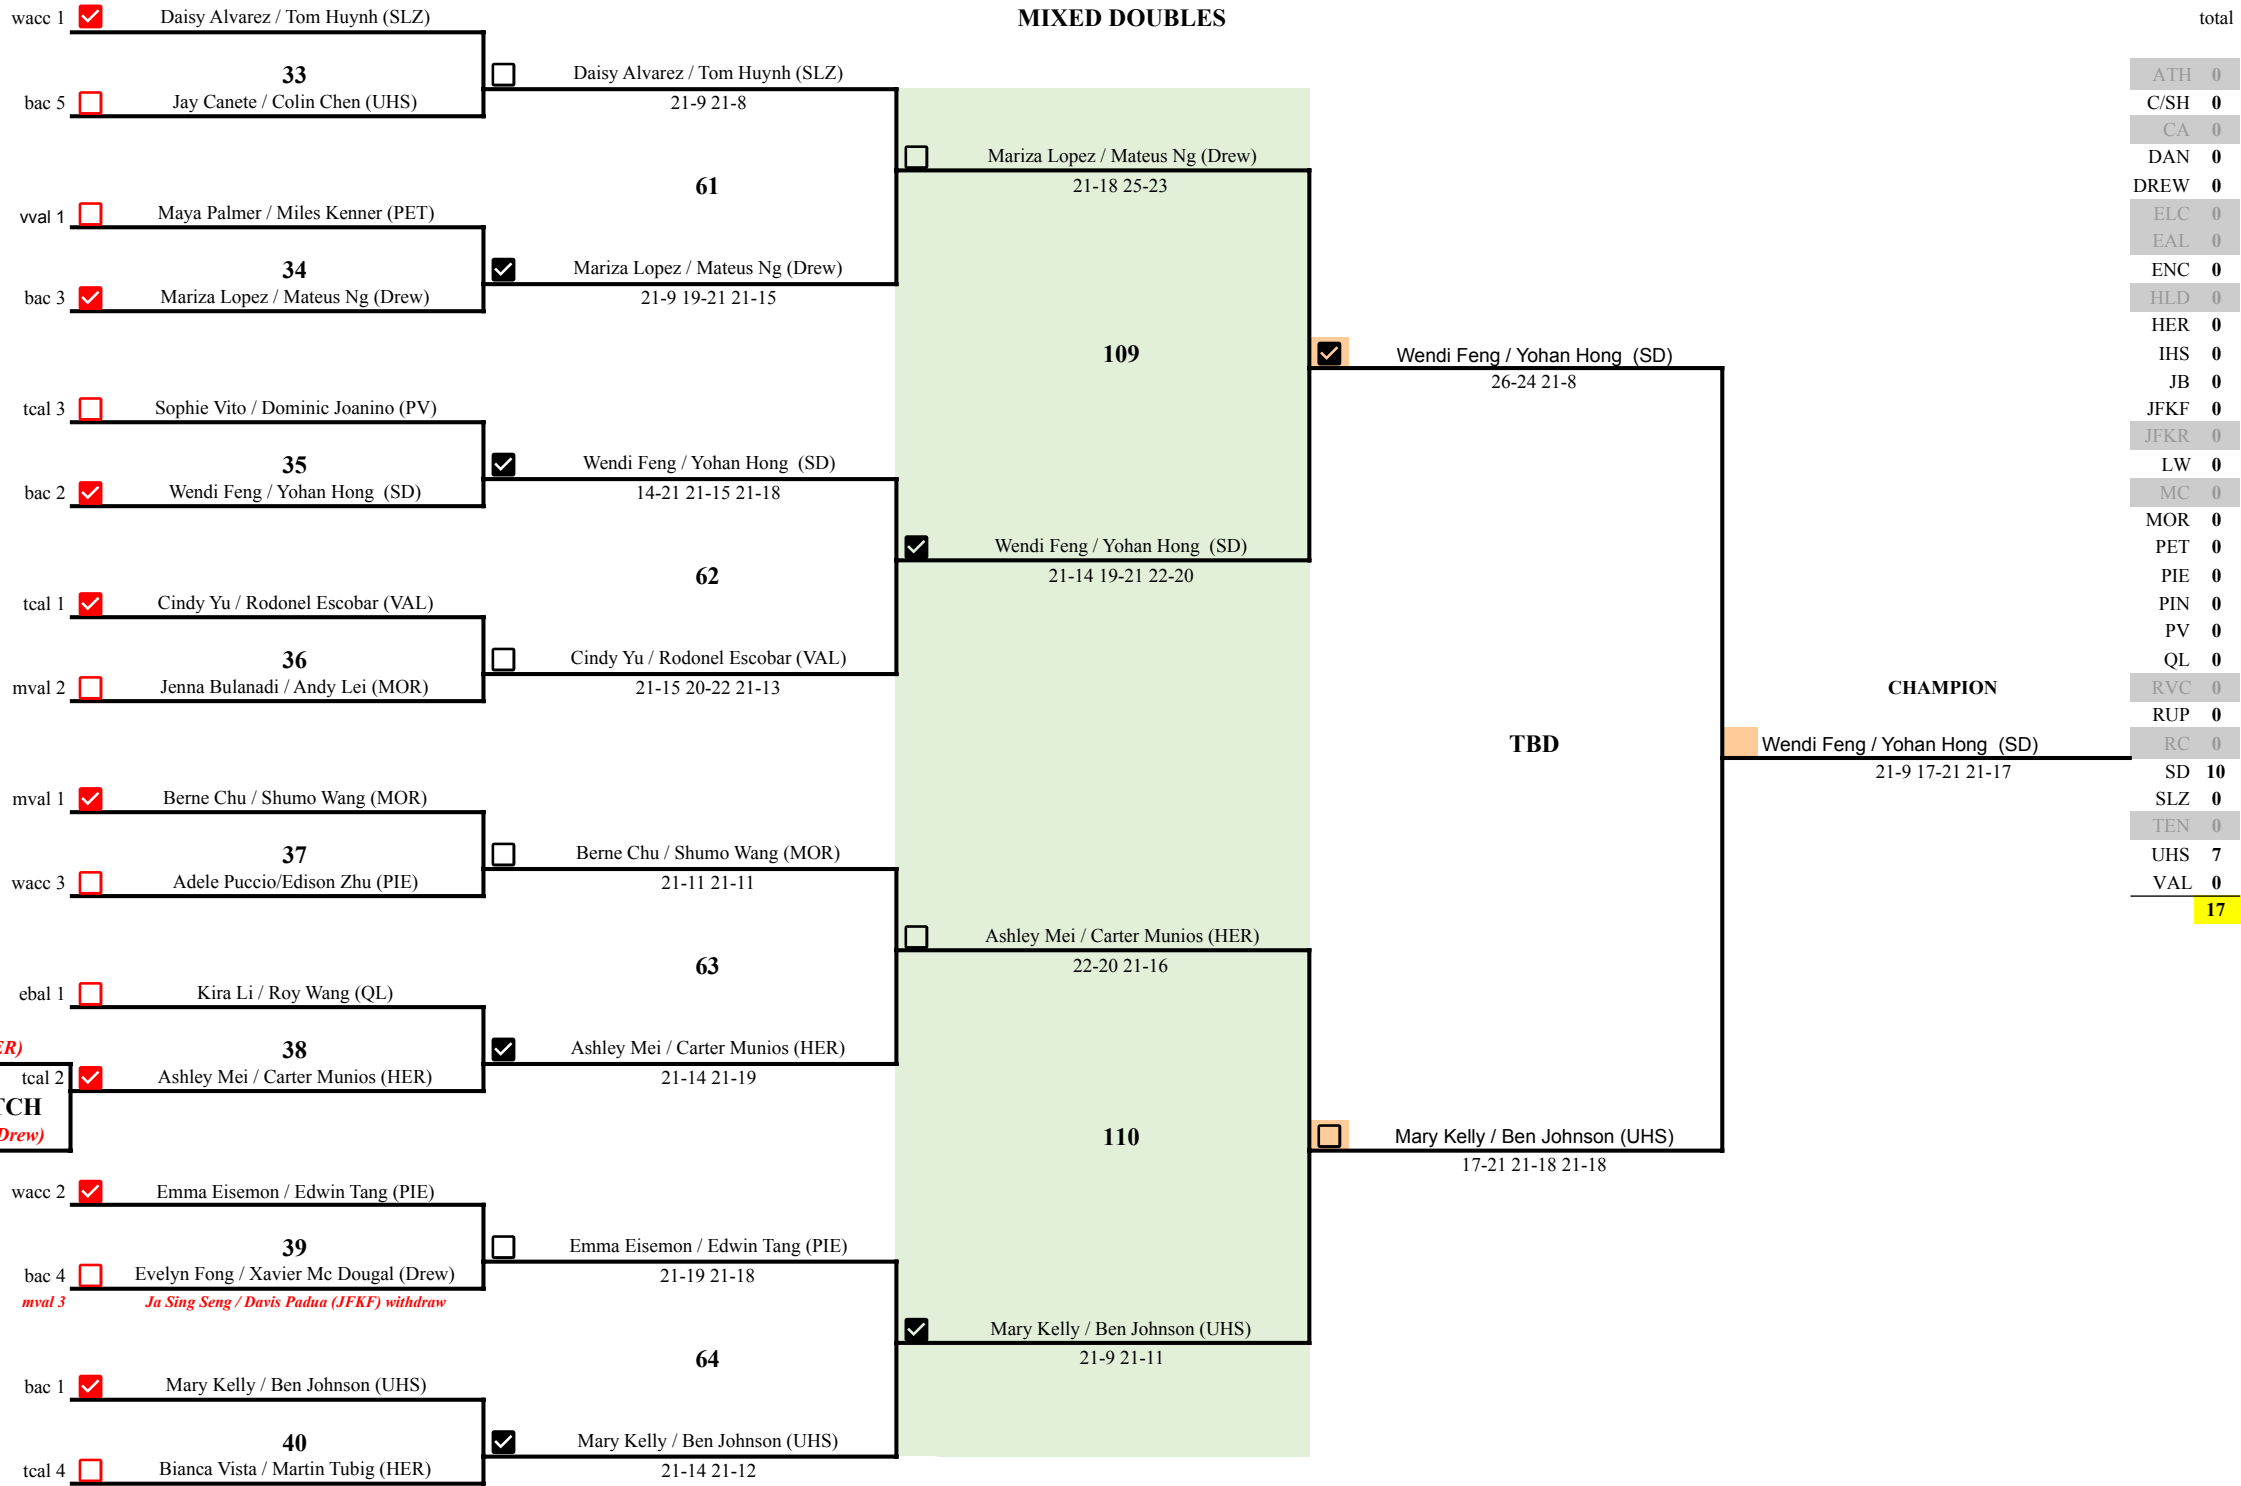 MIXED DOUBLES
wacc 1 Daisy Alvarez / Tom Huynh (SLZ)
33
bac 5 Jay Canete / Colin Chen (UHS)
vval 1 Maya Palmer / Miles Kenner (PET)
34
bac 3 Mariza Lopez / Mateus Ng (Drew)
tcal 3 Sophie Vito / Dominic Joanino (PV)
35
bac 2 Wendi Feng / Yohan Hong (SD)
tcal 1 Cindy Yu / Rodonel Escobar (VAL)
36
mval 2 Jenna Bulanadi / Andy Lei (MOR)
mval 1 Berne Chu / Shumo Wang (MOR)
37
wacc 3 Adele Puccio/Edison Zhu (PIE)
ebal 1 Kira Li / Roy Wang (QL)
38
ER)
tcal 2 Ashley Mei / Carter Munios (HER)
TCH
Drew)
wacc 2 Emma Eisemon / Edwin Tang (PIE)
39
bac 4 Evelyn Fong / Xavier Mc Dougal (Drew)
mval 3 Ja Sing Seng / Davis Padua (JFKF) withdraw
bac 1 Mary Kelly / Ben Johnson (UHS)
40
tcal 4 Bianca Vista / Martin Tubig (HER)
Daisy Alvarez / Tom Huynh (SLZ)
21-9 21-8
61
Mariza Lopez / Mateus Ng (Drew)
21-9 19-21 21-15
Wendi Feng / Yohan Hong (SD)
14-21 21-15 21-18
62
Cindy Yu / Rodonel Escobar (VAL)
21-15 20-22 21-13
Berne Chu / Shumo Wang (MOR)
21-11 21-11
63
Ashley Mei / Carter Munios (HER)
21-14 21-19
Emma Eisemon / Edwin Tang (PIE)
21-19 21-18
64
Mary Kelly / Ben Johnson (UHS)
21-14 21-12
Mariza Lopez / Mateus Ng (Drew)
21-18 25-23
109
Wendi Feng / Yohan Hong (SD)
21-14 19-21 22-20
Ashley Mei / Carter Munios (HER)
22-20 21-16
110
Mary Kelly / Ben Johnson (UHS)
21-9 21-11
Wendi Feng / Yohan Hong (SD)
26-24 21-8
TBD
Mary Kelly / Ben Johnson (UHS)
17-21 21-18 21-18
CHAMPION
Wendi Feng / Yohan Hong (SD)
21-9 17-21 21-17
total
ATH 0
C/SH 0
CA 0
DAN 0
DREW 0
ELC 0
EAL 0
ENC 0
HLD 0
HER 0
IHS 0
JB 0
JFKF 0
JFKR 0
LW 0
MC 0
MOR 0
PET 0
PIE 0
PIN 0
PV 0
QL 0
RVC 0
RUP 0
RC 0
SD 10
SLZ 0
TEN 0
UHS 7
VAL 0
17